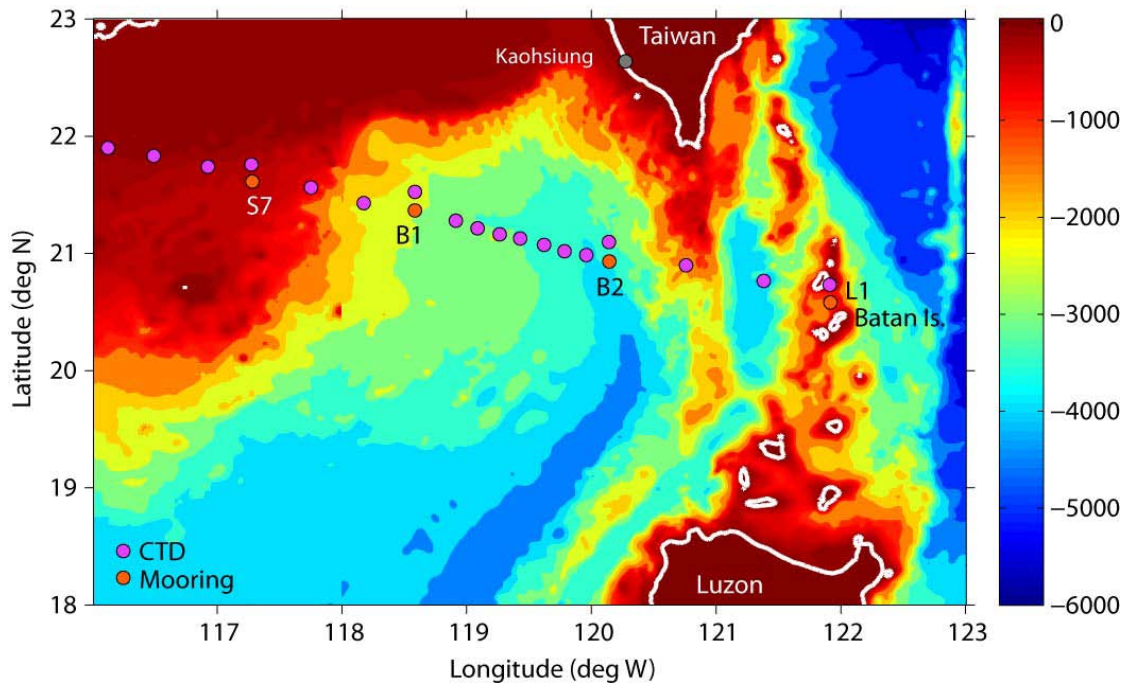 23
22
21
20
19
18
Latitude (deg N)
Kaohsiung
Taiwan
S7
B1
B2
L1
Batan Is.
CTD
Mooring
Luzon
117
118
119
120
121
122
123
Longitude (deg W)
0
−1000
−2000
−3000
−4000
−5000
−6000